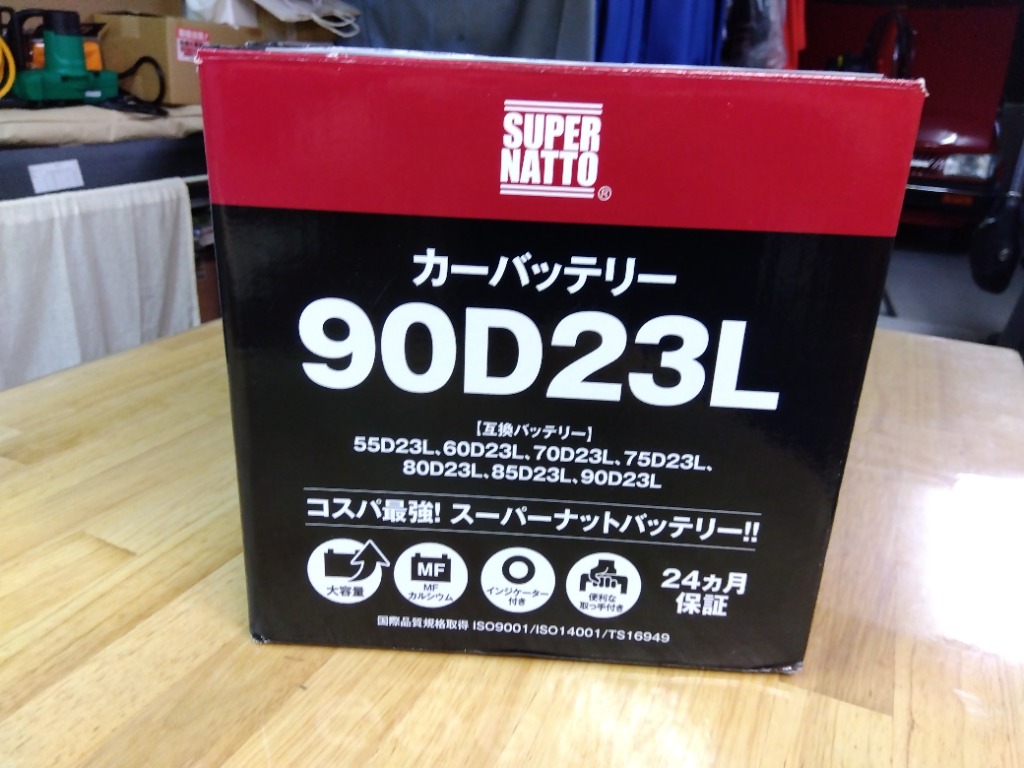 SUPER
NATTO
®
カーバッテリー
90D23L
【互換バッテリー】
55D23L、60D23L、70D23L、75D23L、
80D23L、85D23L、90D23L
コスパ最強! スーパーナットバッテリー!!
大容量
MF
MF
カルシウム
インジケーター
付き
便利な
取っ手付き
24ヵ月
保証
国際品質規格取得 ISO9001/ISO14001/TS16949